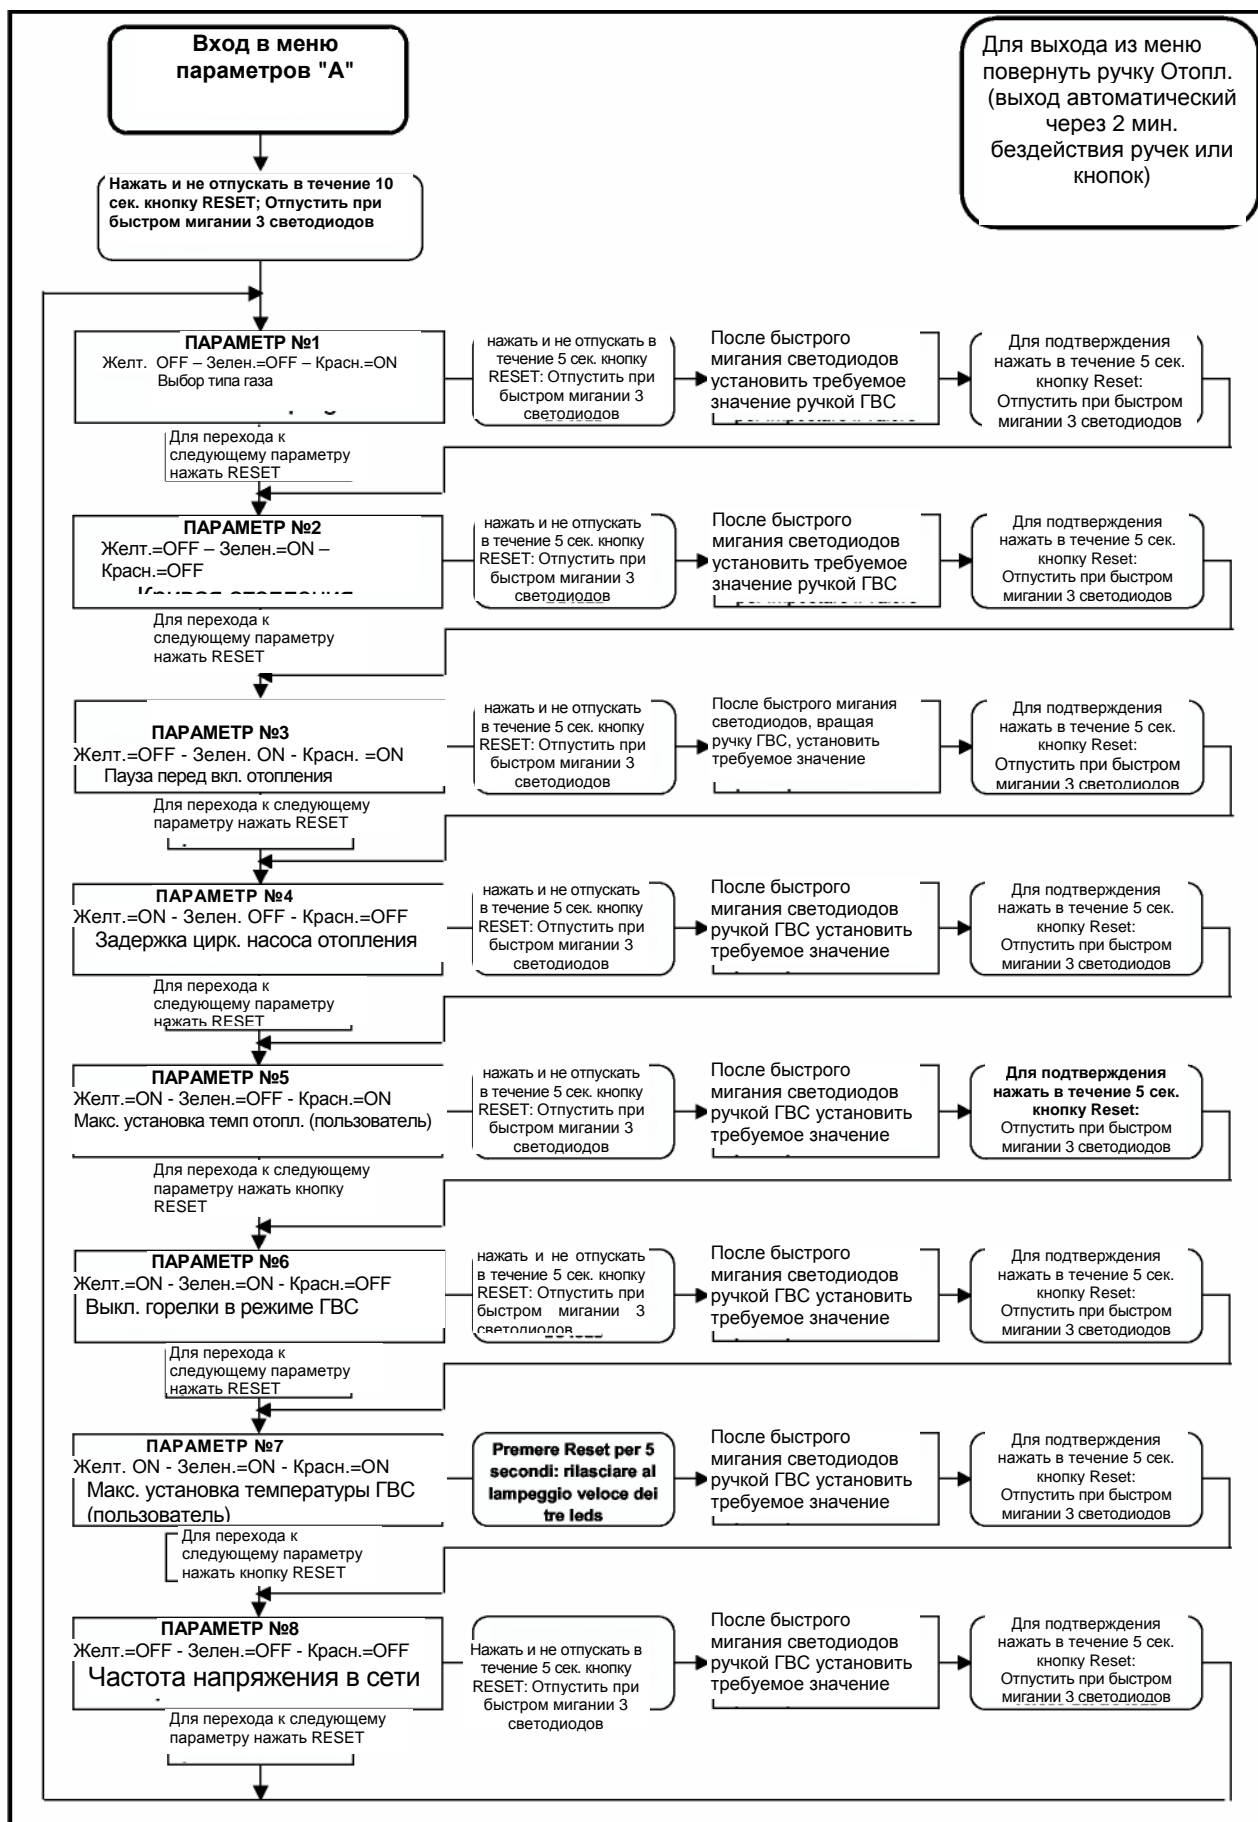 Вход в меню
параметров "А"
Для выхода из меню
повернуть ручку Отопл.
(выход автоматический
через 2 мин.
бездействия ручек или
кнопок)
Нажать и не отпускать в течение 10
сек. кнопку RESET; Отпустить при
быстром мигании 3 светодиодов
ПАРАМЕТР №1
Желт. OFF – Зелен.=OFF – Красн.=ON
Выбор типа газа
нажать и не отпускать в
течение 5 сек. кнопку
RESET: Отпустить при
быстром мигании 3
светодиодов
После быстрого
мигания светодиодов
установить требуемое
значение ручкой ГВС
Для подтверждения
нажать в течение 5 сек.
кнопку Reset:
Отпустить при быстром
мигании 3 светодиодов
Для перехода к
следующему параметру
нажать RESET
ПАРАМЕТР №2
Желт.=OFF – Зелен.=ON –
Красн.=OFF
Кривая отопления
нажать и не отпускать
в течение 5 сек. кнопку
RESET: Отпустить при
быстром мигании 3
светодиодов
После быстрого
мигания светодиодов
установить требуемое
значение ручкой ГВС
Для подтверждения
нажать в течение 5 сек.
кнопку Reset:
Отпустить при быстром
мигании 3 светодиодов
Для перехода к
следующему параметру
нажать RESET
ПАРАМЕТР №3
Желт.=OFF - Зелен. ON - Красн. =ON
Пауза перед вкл. отопления
нажать и не отпускать
в течение 5 сек. кнопку
RESET: Отпустить при
быстром мигании 3
светодиодов
После быстрого мигания
светодиодов, вращая
ручку ГВС, установить
требуемое значение
Для подтверждения
нажать в течение 5 сек.
кнопку Reset:
Отпустить при быстром
мигании 3 светодиодов
Для перехода к следующему
параметру нажать RESET
ПАРАМЕТР №4
Желт.=ON - Зелен. OFF - Красн.=OFF
Задержка цирк. насоса отопления
нажать и не отпускать
в течение 5 сек. кнопку
RESET: Отпустить при
быстром мигании 3
светодиодов
После быстрого
мигания светодиодов
ручкой ГВС установить
требуемое значение
Для подтверждения
нажать в течение 5 сек.
кнопку Reset:
Отпустить при быстром
мигании 3 светодиодов
Для перехода к
следующему параметру
нажать RESET
ПАРАМЕТР №5
Желт.=ON - Зелен.=OFF - Красн.=ON
Макс. установка темп отопл. (пользователь)
нажать и не отпускать
в течение 5 сек. кнопку
RESET: Отпустить при
быстром мигании 3
светодиодов
После быстрого
мигания светодиодов
ручкой ГВС установить
требуемое значение
Для подтверждения
нажать в течение 5 сек.
кнопку Reset:
Отпустить при быстром
мигании 3 светодиодов
Для перехода к следующему
параметру нажать кнопку
RESET
ПАРАМЕТР №6
Желт.=ON - Зелен.=ON - Красн.=OFF
Выкл. горелки в режиме ГВС
нажать и не отпускать
в течение 5 сек. кнопку
RESET: Отпустить при
быстром мигании 3
светодиодов
После быстрого
мигания светодиодов
ручкой ГВС установить
требуемое значение
Для подтверждения
нажать в течение 5 сек.
кнопку Reset:
Отпустить при быстром
мигании 3 светодиодов
Для перехода к
следующему параметру
нажать RESET
ПАРАМЕТР №7
Желт. ON - Зелен.=ON - Красн.=ON
Макс. установка температуры ГВС
(пользователь)
Premere Reset per 5
secondi: rilasciare al
lampeggio veloce dei
tre leds
После быстрого
мигания светодиодов
ручкой ГВС установить
требуемое значение
Для подтверждения
нажать в течение 5 сек.
кнопку Reset:
Отпустить при быстром
мигании 3 светодиодов
Для перехода к
следующему параметру
нажать кнопку RESET
ПАРАМЕТР №8
Желт.=OFF - Зелен.=OFF - Красн.=OFF
Частота напряжения в сети
Нажать и не отпускать в
течение 5 сек. кнопку
RESET: Отпустить при
быстром мигании 3
светодиодов
После быстрого
мигания светодиодов
ручкой ГВС установить
требуемое значение
Для подтверждения
нажать в течение 5 сек.
кнопку Reset:
Отпустить при быстром
мигании 3 светодиодов
Для перехода к следующему
параметру нажать RESET